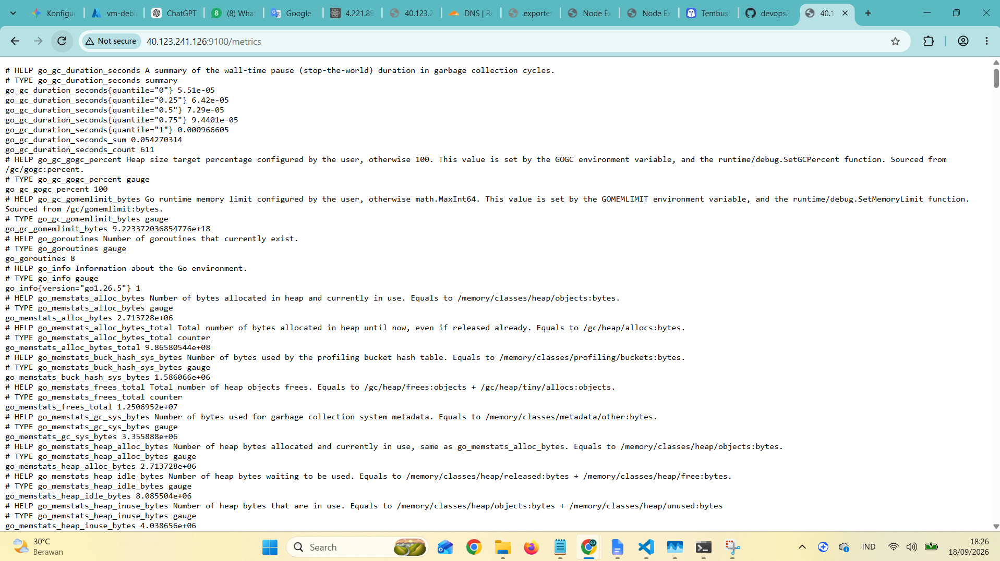 Konfigur
vm-debi
ChatGPT
(8) What
Google T
4.221.89
40.123.2
DNS | Re
exporter
Node Ex
Node Ex
Tembus
devops2
40.1
Not secure
40.123.241.126:9100/metrics
# HELP go_gc_duration_seconds A summary of the wall-time pause (stop-the-world) duration in garbage collection cycles.
# TYPE go_gc_duration_seconds summary
go_gc_duration_seconds{quantile="0"} 5.51e-05
go_gc_duration_seconds{quantile="0.25"} 6.42e-05
go_gc_duration_seconds{quantile="0.5"} 7.29e-05
go_gc_duration_seconds{quantile="0.75"} 9.4401e-05
go_gc_duration_seconds{quantile="1"} 0.000966605
go_gc_duration_seconds_sum 0.054270314
go_gc_duration_seconds_count 611
# HELP go_gc_gogc_percent Heap size target percentage configured by the user, otherwise 100. This value is set by the GOGC environment variable, and the runtime/debug.SetGCPercent function. Sourced from
/gc/gogc:percent.
# TYPE go_gc_gogc_percent gauge
go_gc_gogc_percent 100
# HELP go_gc_gomemlimit_bytes Go runtime memory limit configured by the user, otherwise math.MaxInt64. This value is set by the GOMEMLIMIT environment variable, and the runtime/debug.SetMemoryLimit function.
Sourced from /gc/gomemlimit:bytes.
# TYPE go_gc_gomemlimit_bytes gauge
go_gc_gomemlimit_bytes 9.223372036854776e+18
# HELP go_goroutines Number of goroutines that currently exist.
# TYPE go_goroutines gauge
go_goroutines 8
# HELP go_info Information about the Go environment.
# TYPE go_info gauge
go_info{version="go1.26.5"} 1
# HELP go_memstats_alloc_bytes Number of bytes allocated in heap and currently in use. Equals to /memory/classes/heap/objects:bytes.
# TYPE go_memstats_alloc_bytes gauge
go_memstats_alloc_bytes 2.713728e+06
# HELP go_memstats_alloc_bytes_total Total number of bytes allocated in heap until now, even if released already. Equals to /gc/heap/allocs:bytes.
# TYPE go_memstats_alloc_bytes_total counter
go_memstats_alloc_bytes_total 9.86580544e+08
# HELP go_memstats_buck_hash_sys_bytes Number of bytes used by the profiling bucket hash table. Equals to /memory/classes/profiling/buckets:bytes.
# TYPE go_memstats_buck_hash_sys_bytes gauge
go_memstats_buck_hash_sys_bytes 1.586066e+06
# HELP go_memstats_frees_total Total number of heap objects frees. Equals to /gc/heap/frees:objects + /gc/heap/tiny/allocs:objects.
# TYPE go_memstats_frees_total counter
go_memstats_frees_total 1.2506952e+07
# HELP go_memstats_gc_sys_bytes Number of bytes used for garbage collection system metadata. Equals to /memory/classes/metadata/other:bytes.
# TYPE go_memstats_gc_sys_bytes gauge
go_memstats_gc_sys_bytes 3.355888e+06
# HELP go_memstats_heap_alloc_bytes Number of heap bytes allocated and currently in use, same as go_memstats_alloc_bytes. Equals to /memory/classes/heap/objects:bytes.
# TYPE go_memstats_heap_alloc_bytes gauge
go_memstats_heap_alloc_bytes 2.713728e+06
# HELP go_memstats_heap_idle_bytes Number of heap bytes waiting to be used. Equals to /memory/classes/heap/released:bytes + /memory/classes/heap/free:bytes.
# TYPE go_memstats_heap_idle_bytes gauge
go_memstats_heap_idle_bytes 8.085504e+06
# HELP go_memstats_heap_inuse_bytes Number of heap bytes that are in use. Equals to /memory/classes/heap/objects:bytes + /memory/classes/heap/unused:bytes
# TYPE go_memstats_heap_inuse_bytes gauge
go_memstats_heap_inuse_bytes 4.038656e+06
30°C
Berawan
Search
IND
18:26
18/09/2026